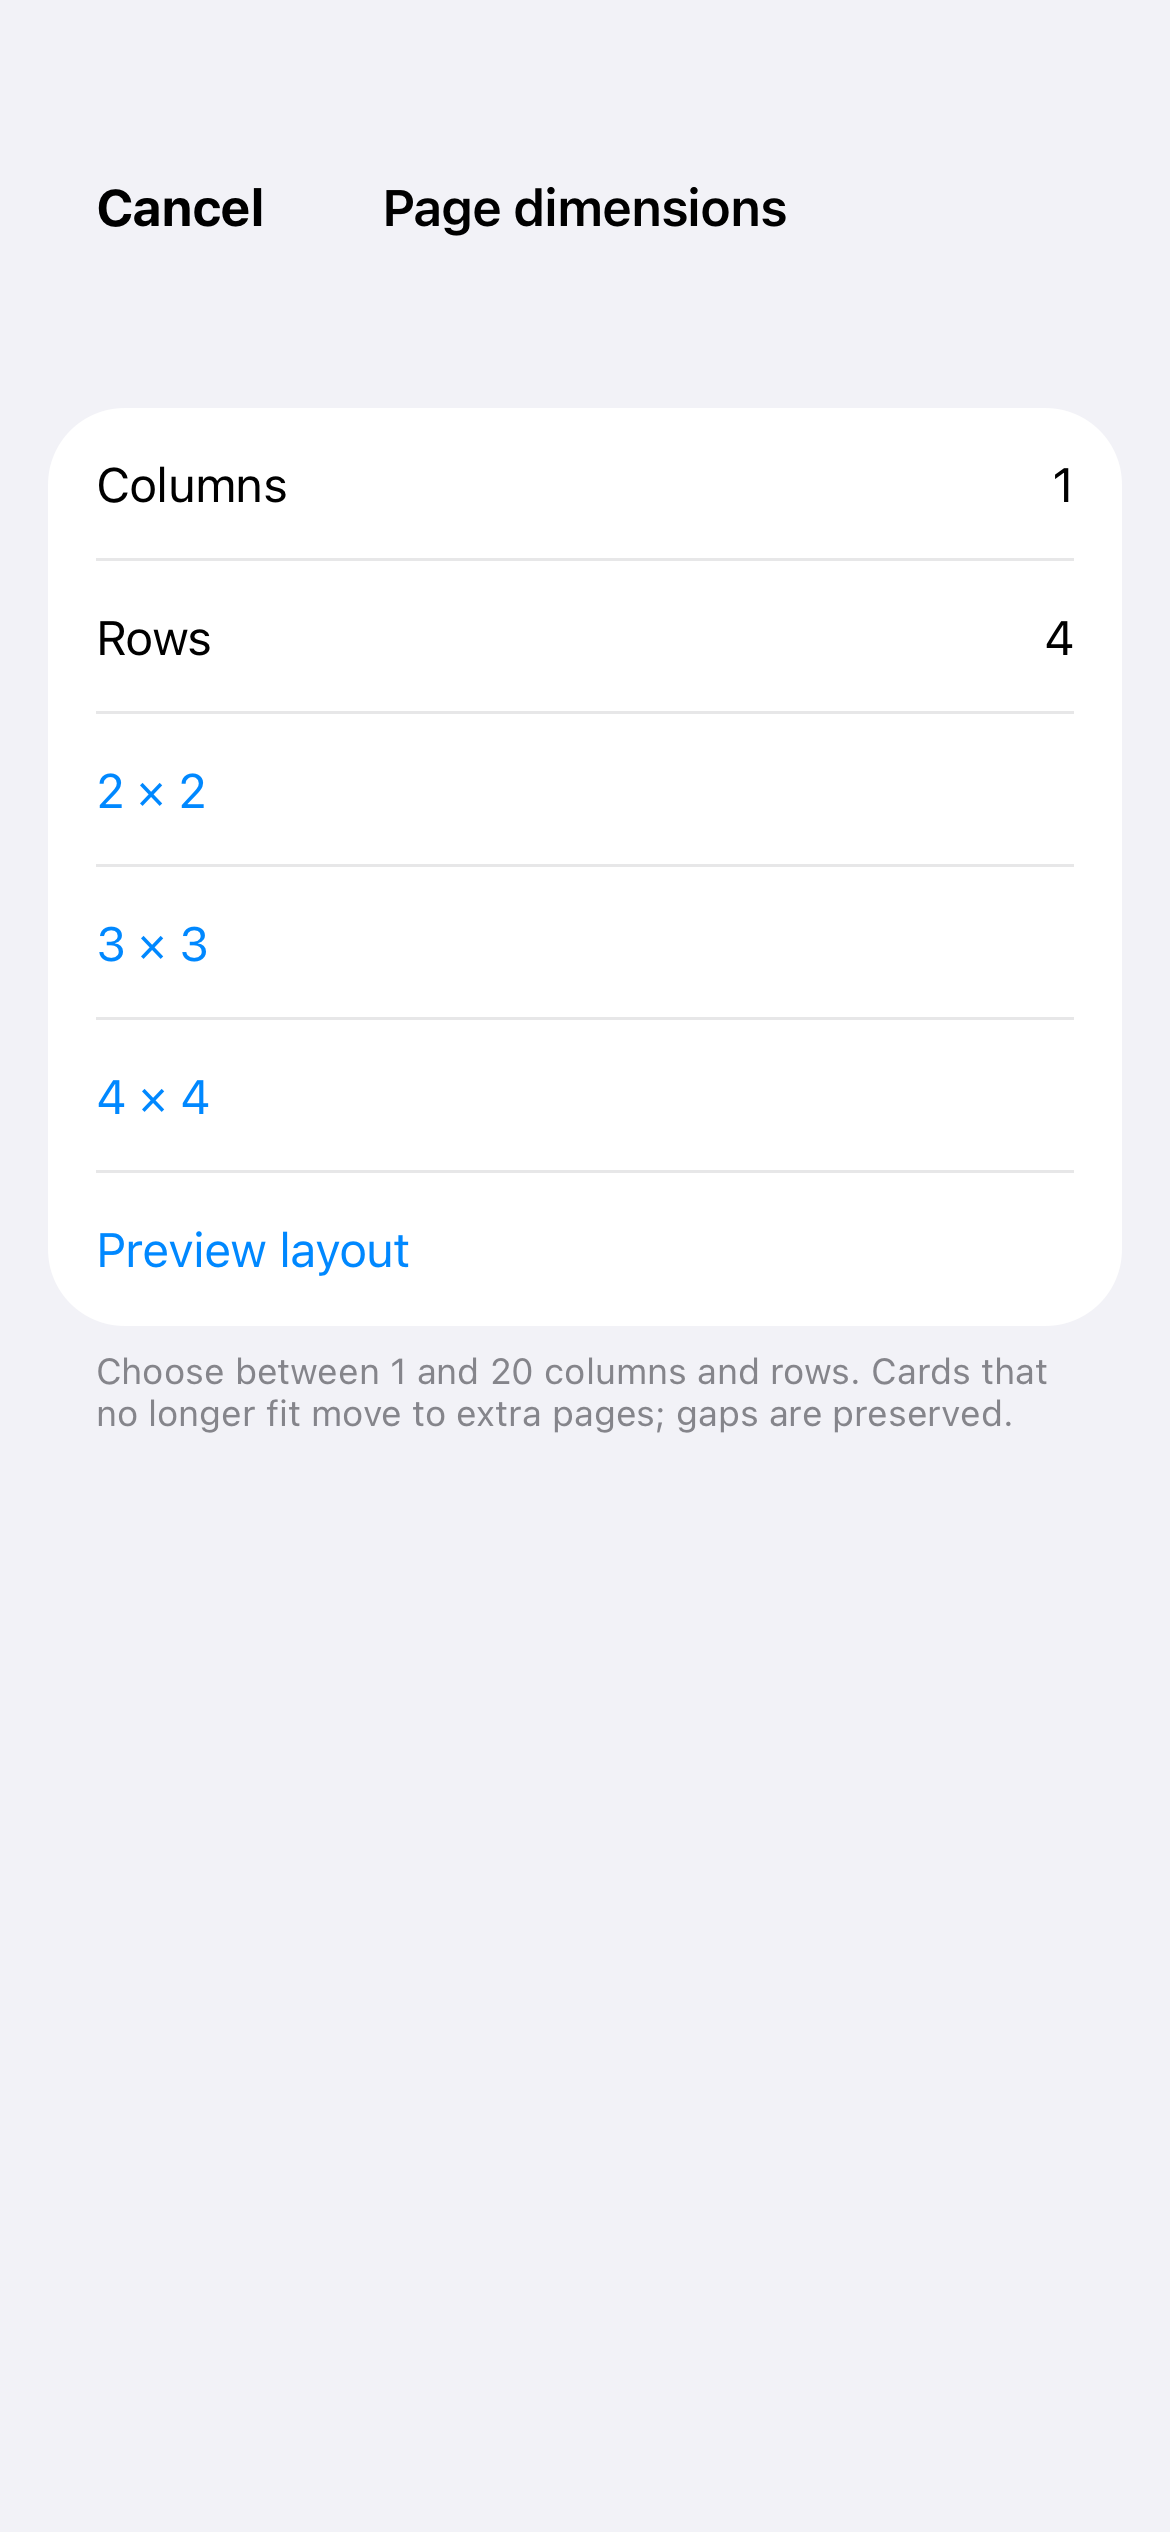 Cancel
Page dimensions
Columns 1
Rows 4
2 × 2
3 × 3
4 × 4
Preview layout
Choose between 1 and 20 columns and rows. Cards that
no longer fit move to extra pages; gaps are preserved.